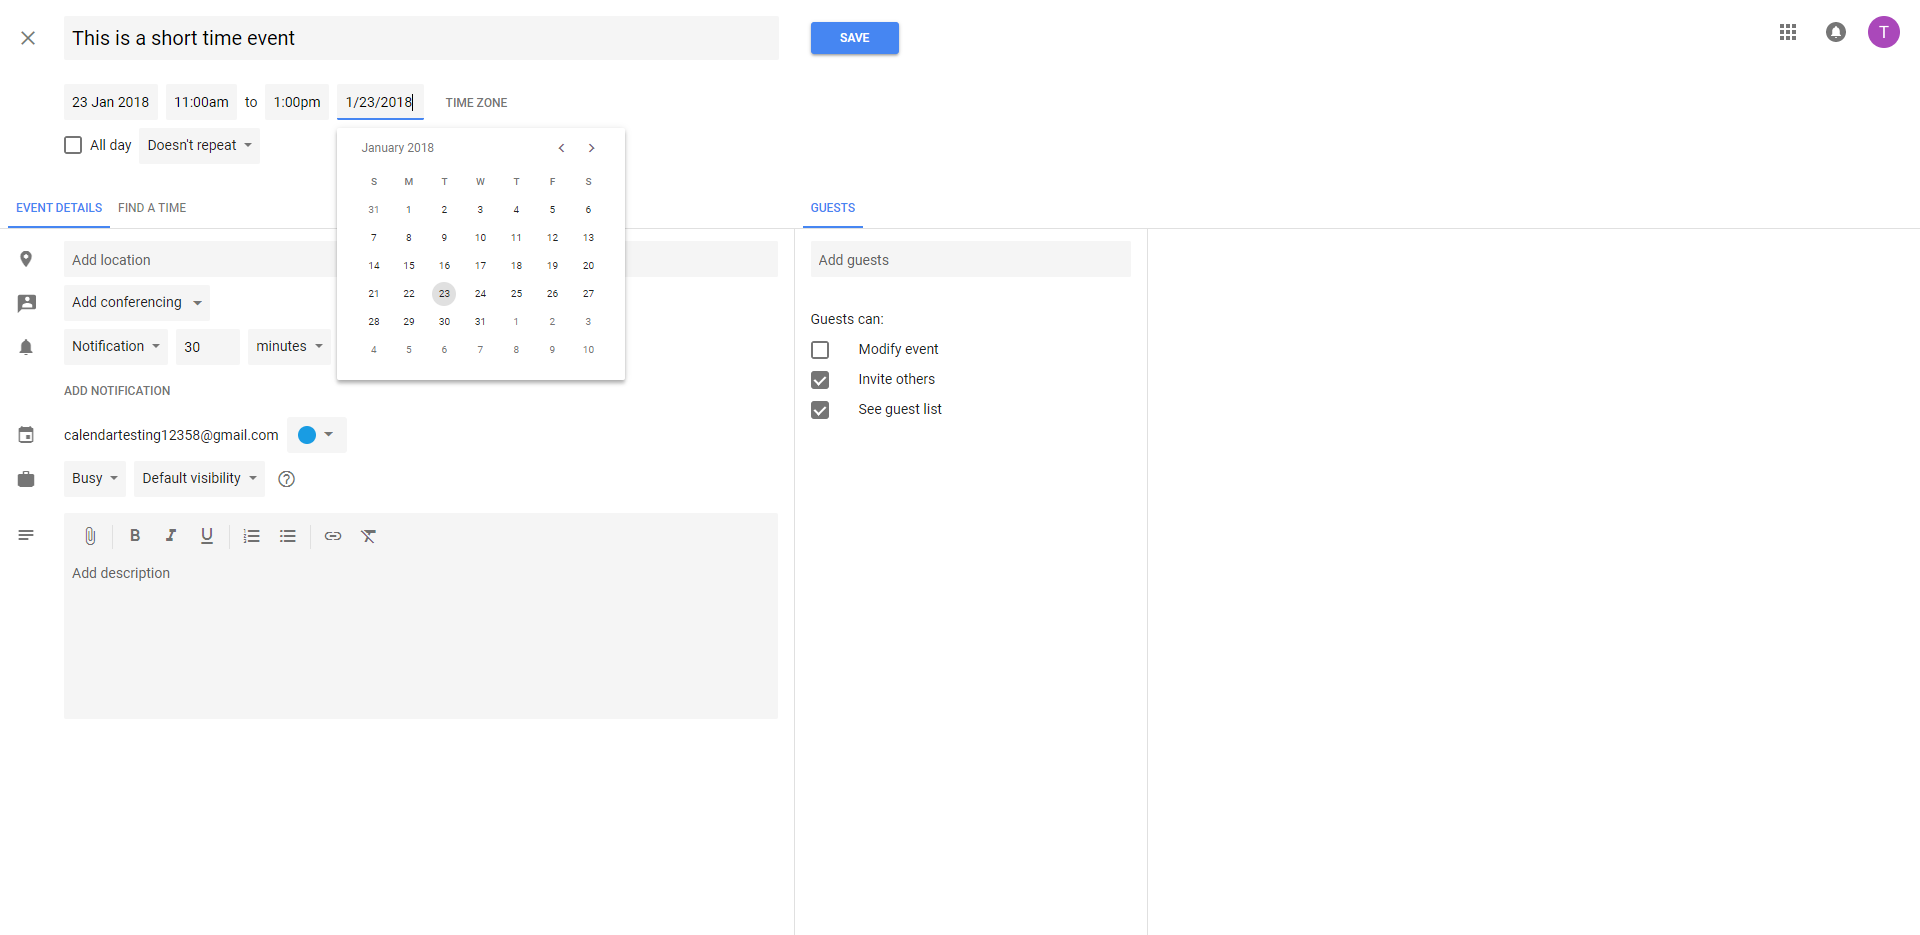 This is a short time event
SAVE
T
23 Jan 2018 11:00am to 1:00pm 1/23/2018 TIME ZONE
All day Doesn't repeat
January 2018
S M T W T F S
31 1 2 3 4 5 6
7 8 9 10 11 12 13
14 15 16 17 18 19 20
21 22 23 24 25 26 27
28 29 30 31 1 2 3
4 5 6 7 8 9 10
EVENT DETAILS FIND A TIME
Add location
Add conferencing
Notification 30 minutes
ADD NOTIFICATION
calendartesting12358@gmail.com
Busy Default visibility ?
B I U
Add description
GUESTS
Add guests
Guests can:
Modify event
Invite others
See guest list